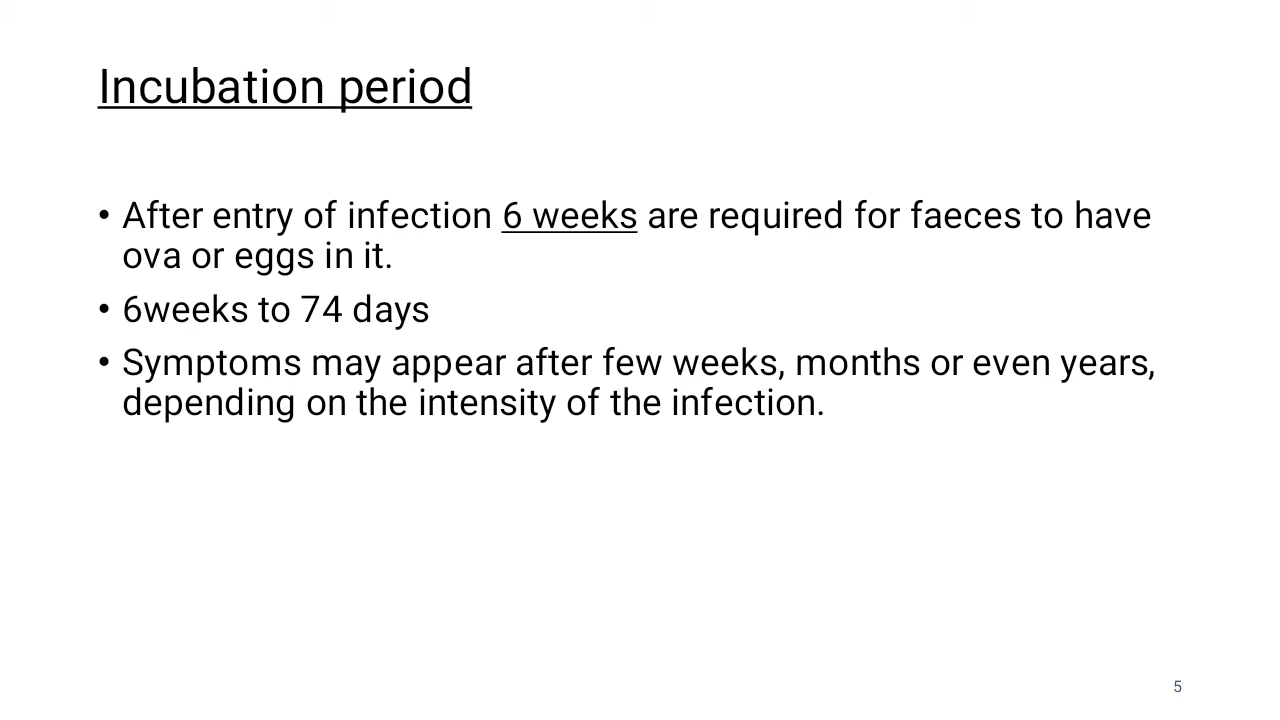 Incubation period
• After entry of infection 6 weeks are required for faeces to have
ova or eggs in it.
• 6weeks to 74 days
• Symptoms may appear after few weeks, months or even years,
depending on the intensity of the infection.
5